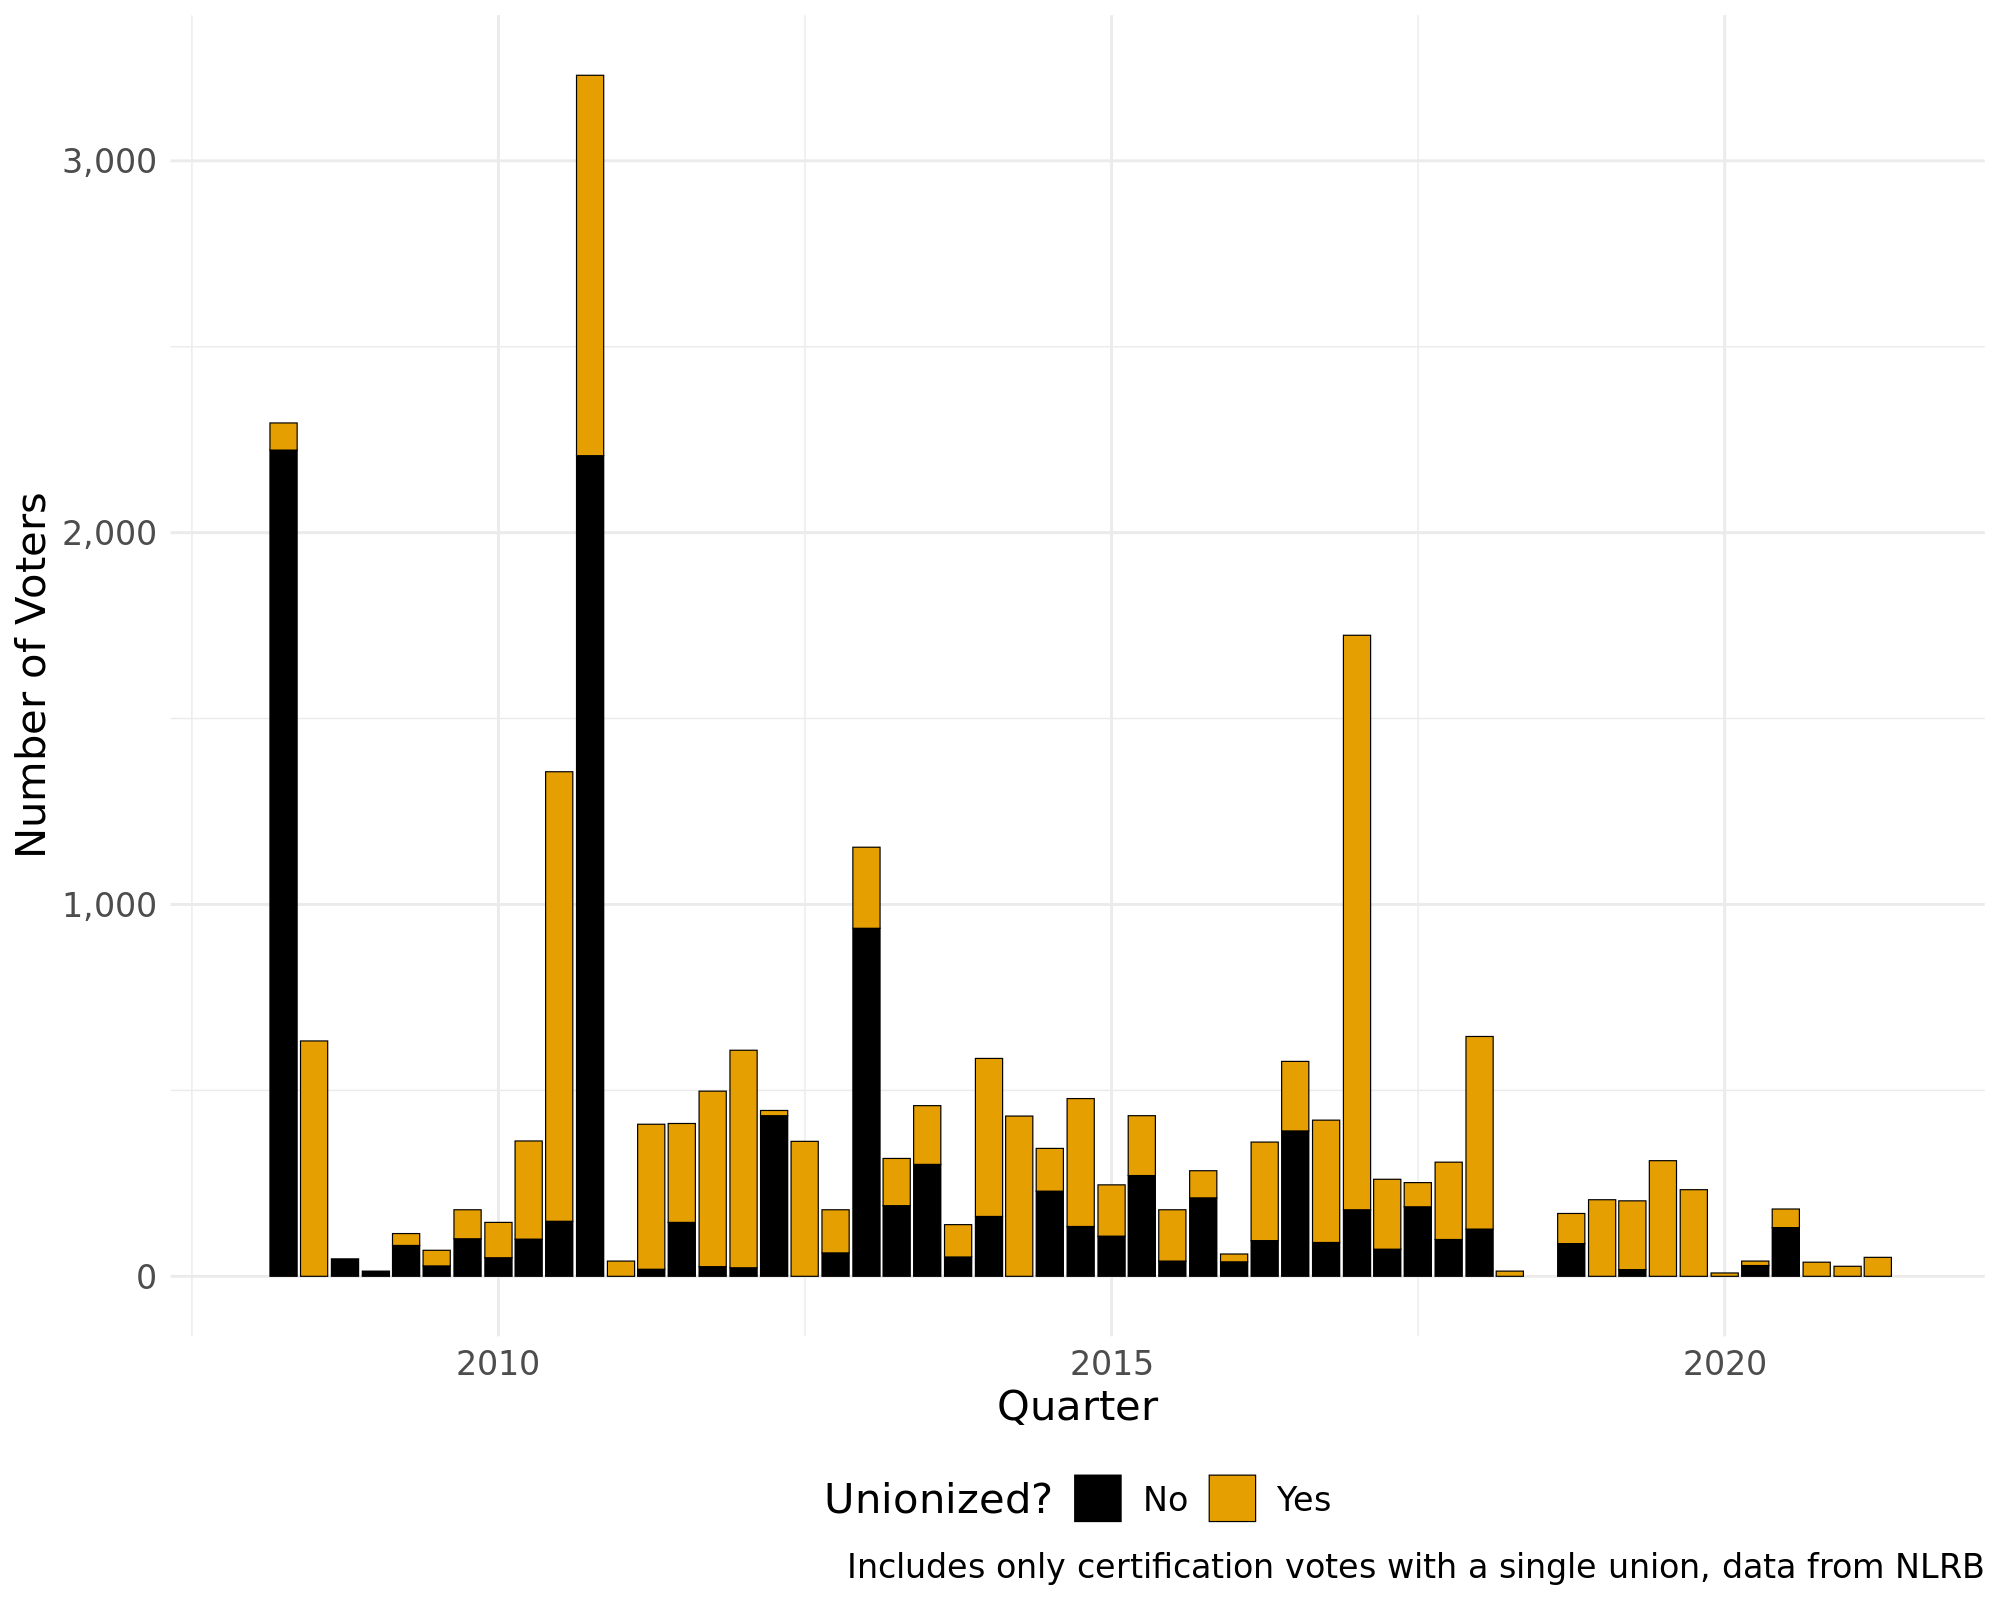 3,000
2,000
1,000
0
Number of Voters
2010 2015 2020
Quarter
Unionized? No Yes
Includes only certification votes with a single union, data from NLRB